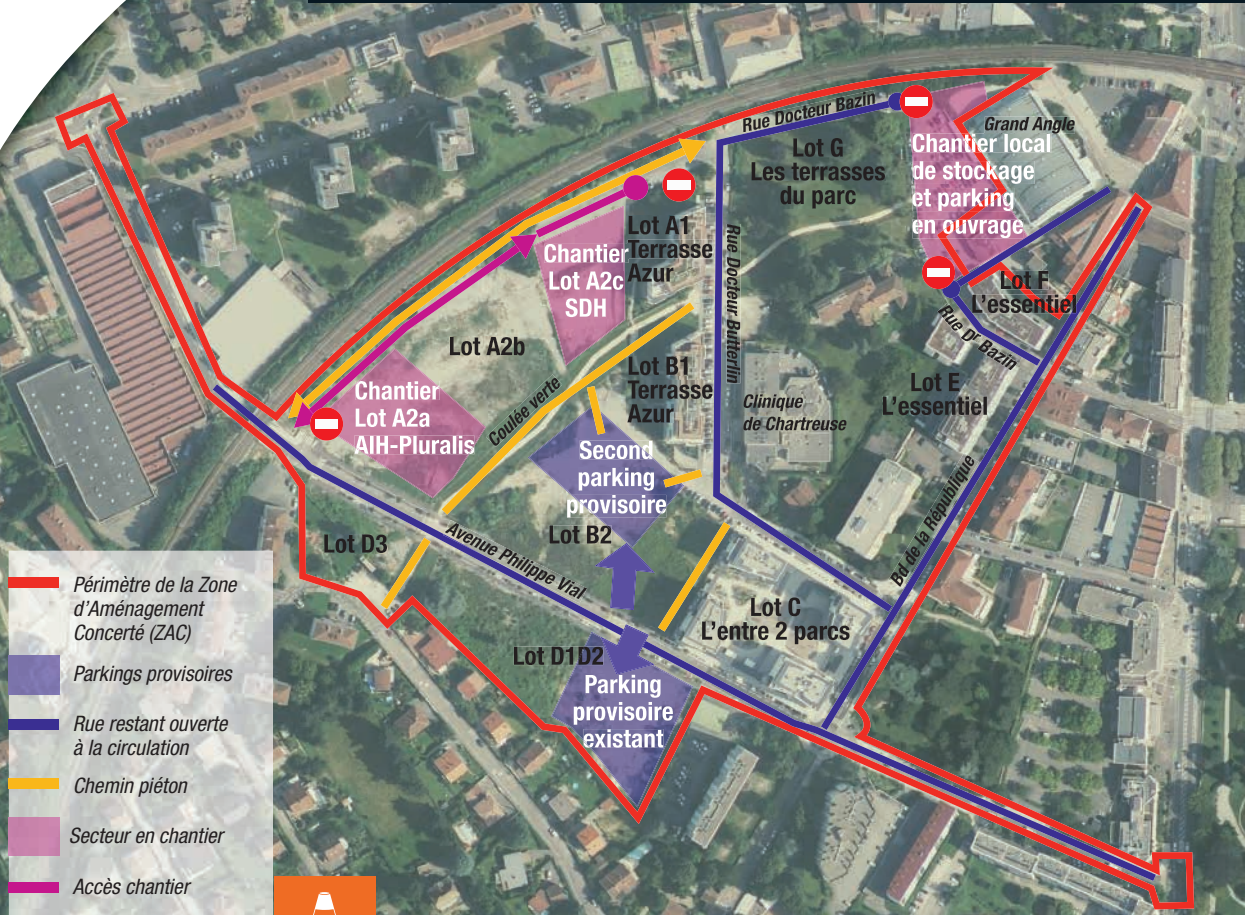 Rue Docteur Bazin
Grand Angle
Lot G
Les terrasses
du parc
Chantier local
de stockage
et parking
en ouvrage
Lot A1
Terrasse
Azur
Chantier
Lot A2c
SDH
Rue Docteur Butterlin
Lot F
L'essentiel
Rue Dr Bazin
Lot A2b
Lot B1
Terrasse
Azur
Lot E
L'essentiel
Chantier
Lot A2a
AIH-Pluralis
Coulée verte
Clinique
de Chartreuse
Second
parking
provisoire
Lot B2
Bd de la République
Avenue Philippe Vial
Lot D3
Lot C
L'entre 2 parcs
Lot D1D2
Parking
provisoire
existant
Périmètre de la Zone
d'Aménagement
Concerté (ZAC)
Parkings provisoires
Rue restant ouverte
à la circulation
Chemin piéton
Secteur en chantier
Accès chantier